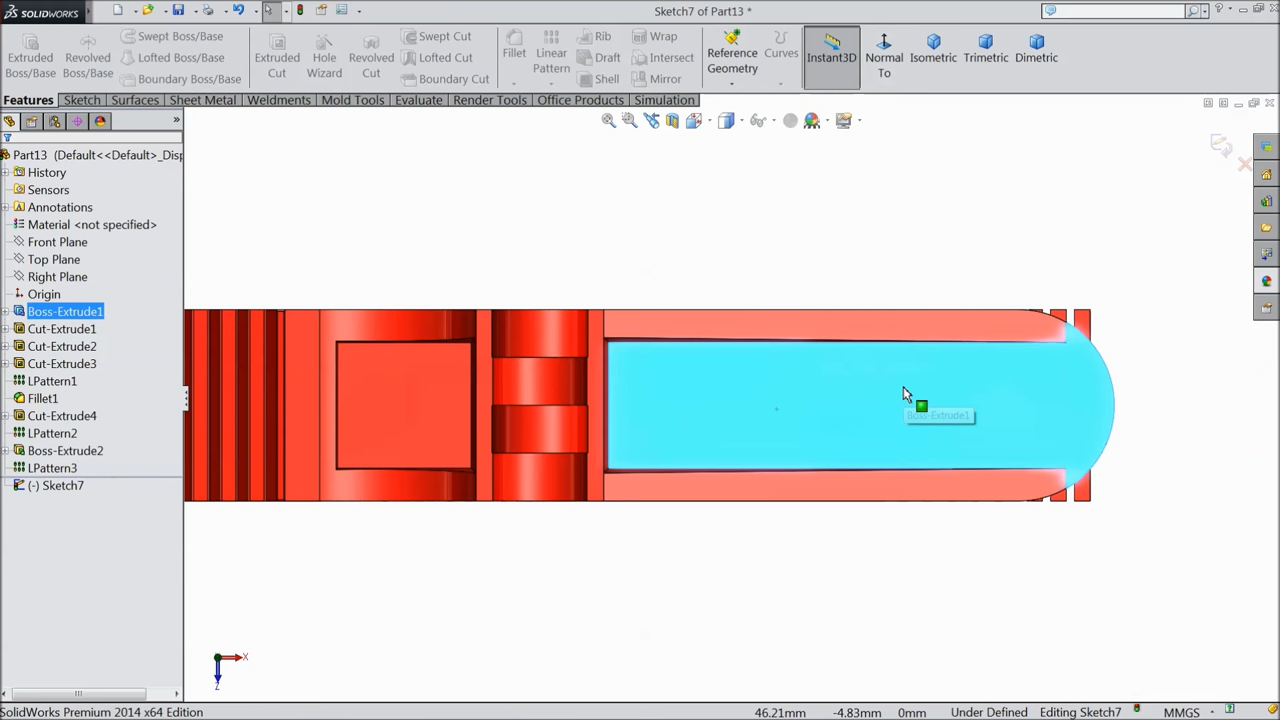 SOLIDWORKS
Sketch7 of Part13 *
Extruded Boss/Base
Revolved Boss/Base
Swept Boss/Base
Lofted Boss/Base
Boundary Boss/Base
Extruded Cut
Hole Wizard
Revolved Cut
Swept Cut
Lofted Cut
Boundary Cut
Fillet
Linear Pattern
Rib
Draft
Shell
Wrap
Intersect
Mirror
Reference Geometry
Curves
Instant3D
Normal To
Isometric
Trimetric
Dimetric
Features
Sketch
Surfaces
Sheet Metal
Weldments
Mold Tools
Evaluate
Render Tools
Office Products
Simulation
Part13 (Default<<Default>_Disp
History
Sensors
Annotations
Material <not specified>
Front Plane
Top Plane
Right Plane
Origin
Boss-Extrude1
Cut-Extrude1
Cut-Extrude2
Cut-Extrude3
LPattern1
Fillet1
Cut-Extrude4
LPattern2
Boss-Extrude2
LPattern3
(-) Sketch7
Boss-Extrude1
X
Z
SolidWorks Premium 2014 x64 Edition
46.21mm
-4.83mm
0mm
Under Defined
Editing Sketch7
MMGS